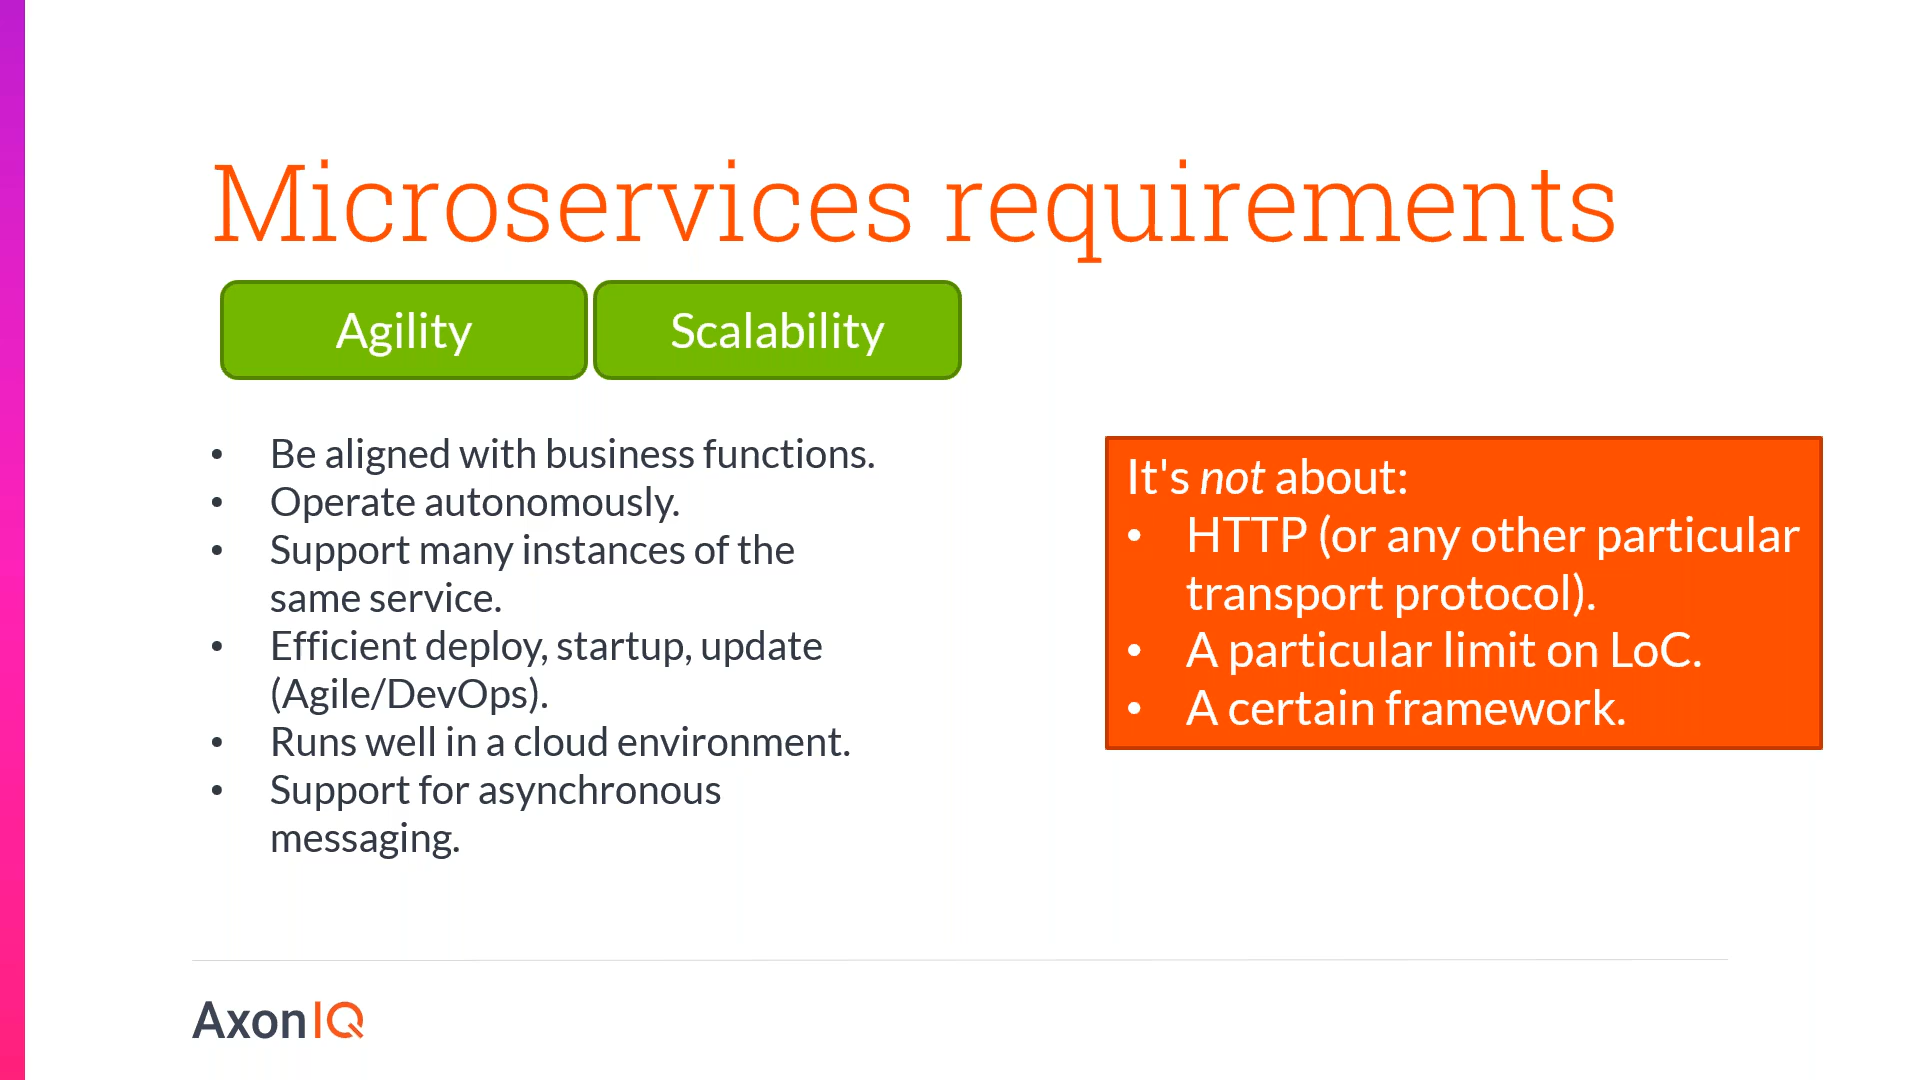 Microservices requirements
Agility
Scalability
• Be aligned with business functions.
• Operate autonomously.
• Support many instances of the
same service.
• Efficient deploy, startup, update
(Agile/DevOps).
• Runs well in a cloud environment.
• Support for asynchronous
messaging.
It's not about:
• HTTP (or any other particular
transport protocol).
• A particular limit on LoC.
• A certain framework.
AxonIQ